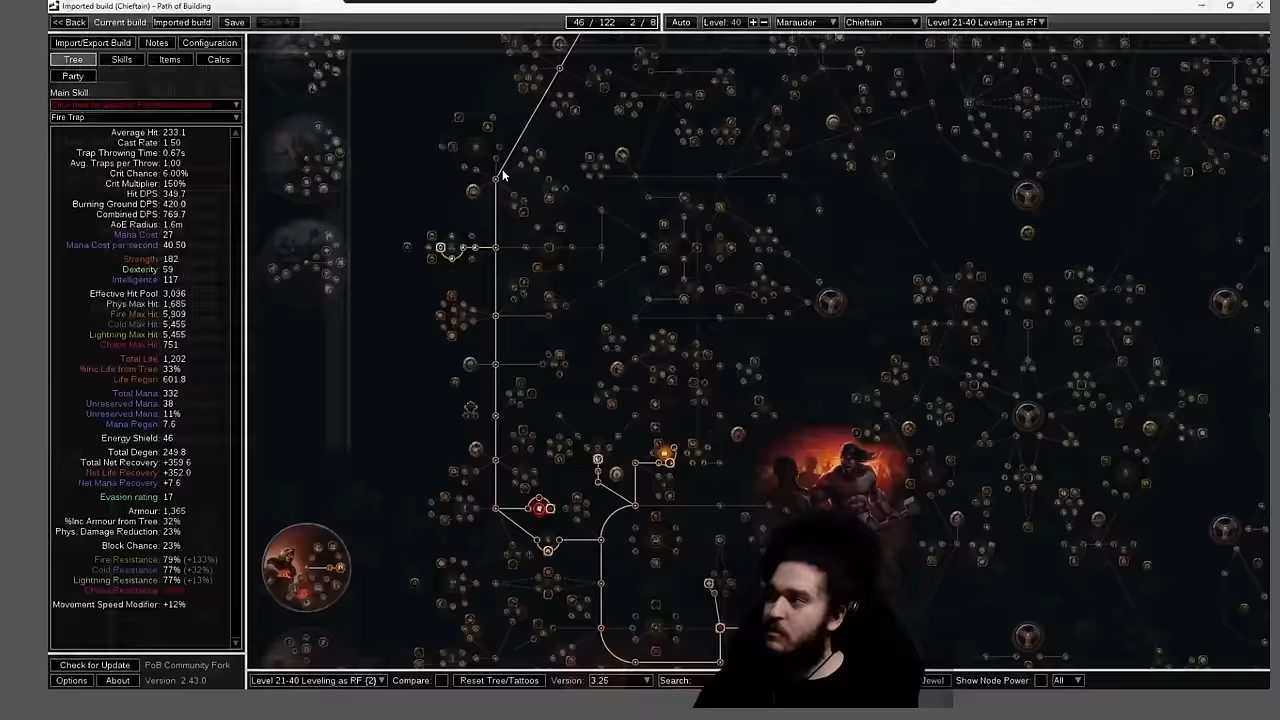 Imported build (Chieftain) - Path of Building
<< Back Current build: Imported build Save Save As 46 / 122 2 / 8 Auto Level: 40 + − Marauder Chieftain Level 21-40 Leveling as RF
Import/Export Build Notes Configuration
Tree Skills Items Calcs
Party
Main Skill:
Fire Trap
Average Hit: 233.1
Cast Rate: 1.50
Trap Throwing Time: 0.67s
Avg. Traps per Throw: 1.00
Crit Chance: 6.00%
Crit Multiplier: 150%
Hit DPS: 349.7
Burning Ground DPS: 420.0
Combined DPS: 769.7
AoE Radius: 1.6m
Mana Cost: 27
Mana Cost per second: 40.50
Strength: 182
Dexterity: 59
Intelligence: 117
Effective Hit Pool: 3,096
Phys Max Hit: 1,685
Fire Max Hit: 5,909
Cold Max Hit: 5,455
Lightning Max Hit: 5,455
Chaos Max Hit: 751
Total Life: 1,202
%Inc Life from Tree: 33%
Life Regen: 601.8
Total Mana: 332
Unreserved Mana: 38
Unreserved Mana: 11%
Mana Regen: 7.6
Energy Shield: 46
Total Degen: 249.8
Total Net Recovery: +359.6
Net Life Recovery: +352.0
Net Mana Recovery: +7.6
Evasion rating: 17
Armour: 1,365
%Inc Armour from Tree: 32%
Phys. Damage Reduction: 23%
Block Chance: 23%
Fire Resistance: 79% (+133%)
Cold Resistance: 77% (+32%)
Lightning Resistance: 77% (+13%)
Chaos Resistance:
Movement Speed Modifier: +12%
Check for Update PoB Community Fork
Options About Version: 2.43.0
Level 21-40 Leveling as RF (2) Compare: Reset Tree/Tattoos Version: 3.25 Search: Jewel Show Node Power: All